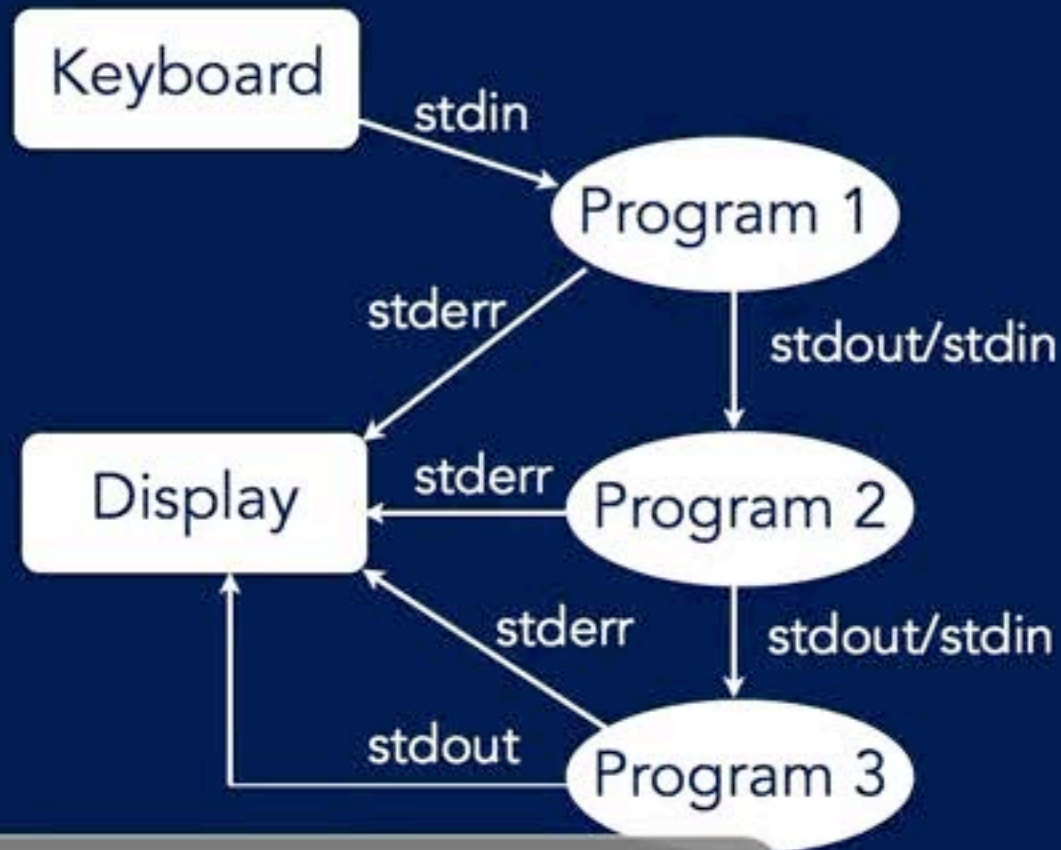 Keyboard
stdin
Program 1
stderr
stdout/stdin
Display
stderr
Program 2
stderr
stdout/stdin
stdout
Program 3